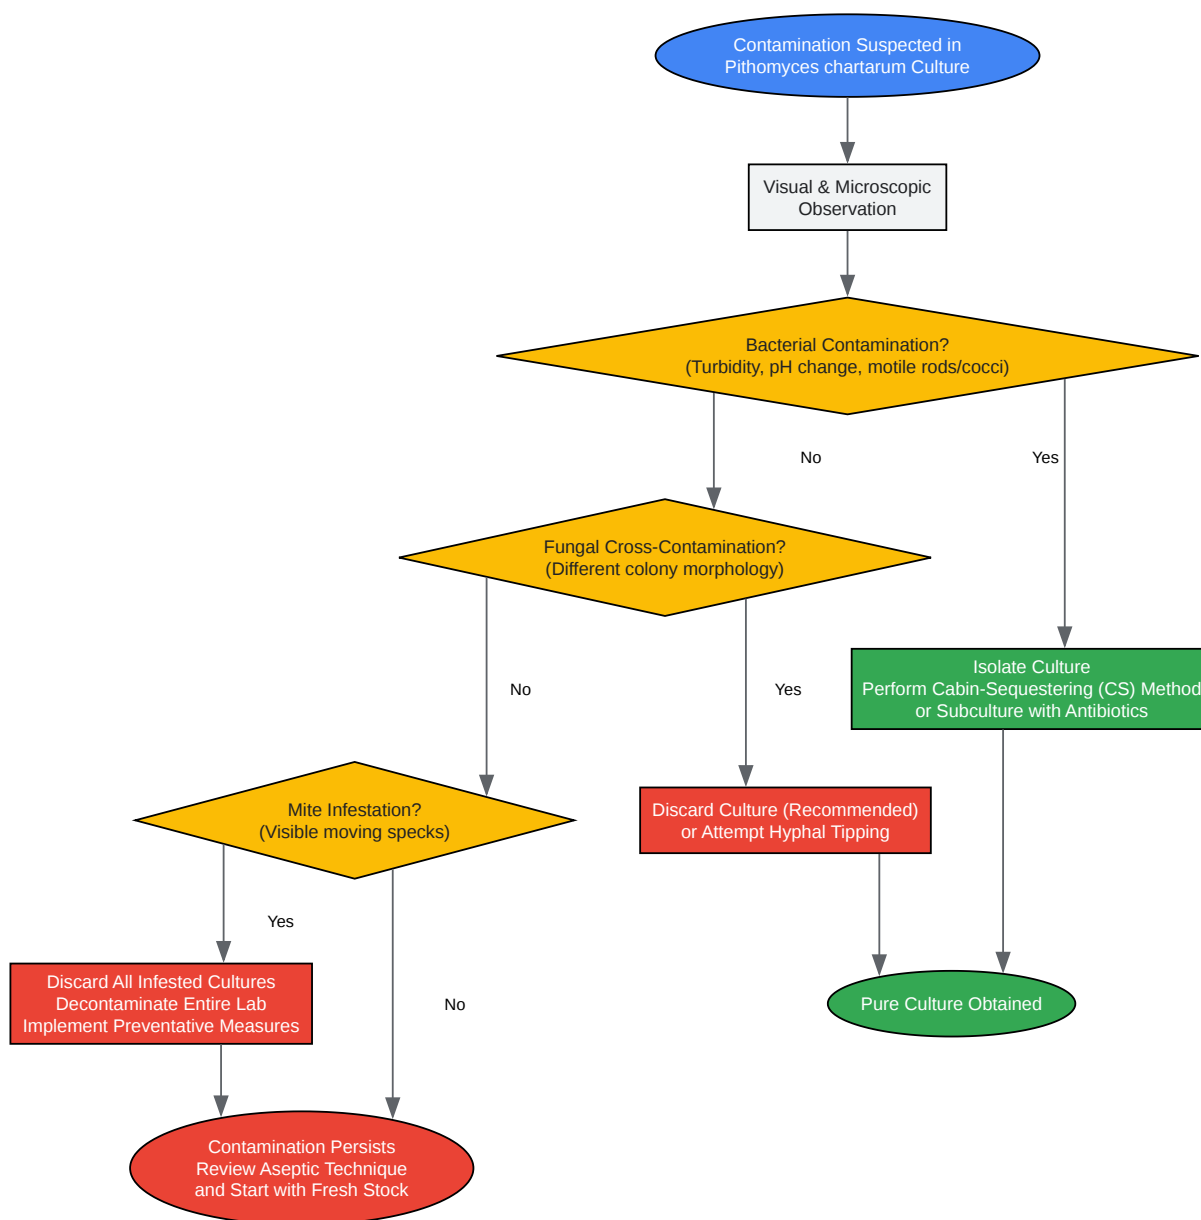 Contamination Suspected in
Pithomyces chartarum Culture
Visual & Microscopic
Observation
Bacterial Contamination?
(Turbidity, pH change, motile rods/cocci)
No
Yes
Fungal Cross-Contamination?
(Different colony morphology)
No
Yes
Isolate Culture
Perform Cabin-Sequestering (CS) Method
or Subculture with Antibiotics
Mite Infestation?
(Visible moving specks)
Discard Culture (Recommended)
or Attempt Hyphal Tipping
Yes
No
Discard All Infested Cultures
Decontaminate Entire Lab
Implement Preventative Measures
Pure Culture Obtained
Contamination Persists
Review Aseptic Technique
and Start with Fresh Stock